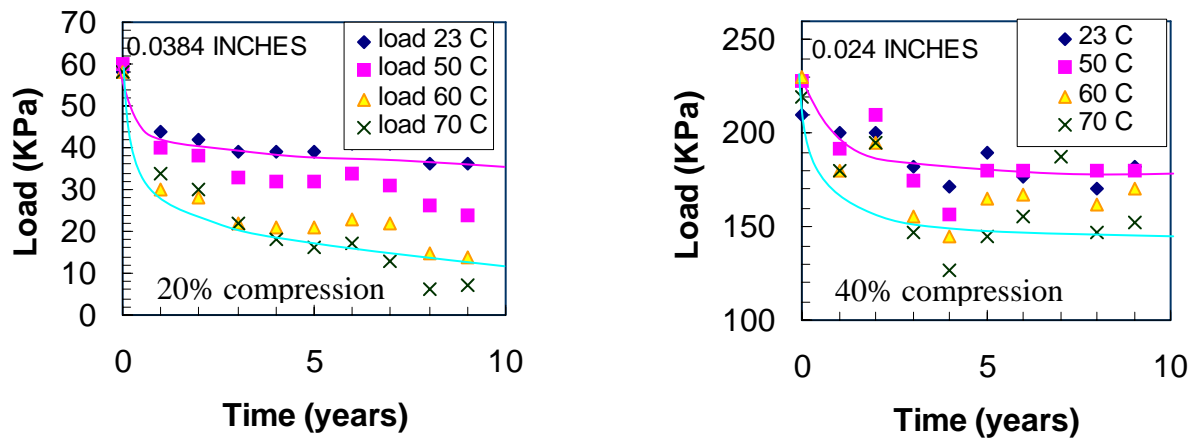 70
60
50
40
30
20
10
0
Load (KPa)
0.0384 INCHES
load 23 C
load 50 C
load 60 C
load 70 C
20% compression
0 5 10
Time (years)
250
200
150
100
Load (KPa)
0.024 INCHES
23 C
50 C
60 C
70 C
40% compression
0 5 10
Time (years)